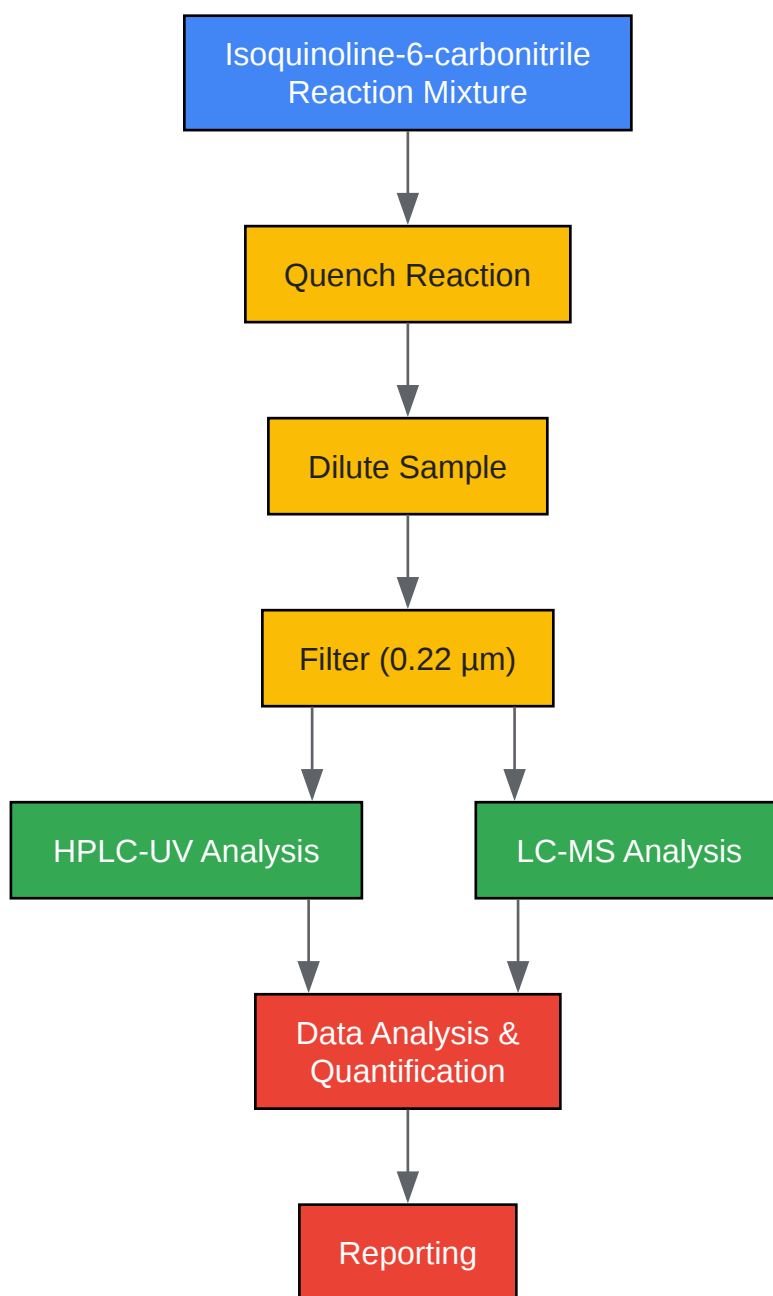 Isoquinoline-6-carbonitrile
Reaction Mixture
Quench Reaction
Dilute Sample
Filter (0.22 µm)
HPLC-UV Analysis
LC-MS Analysis
Data Analysis &
Quantification
Reporting